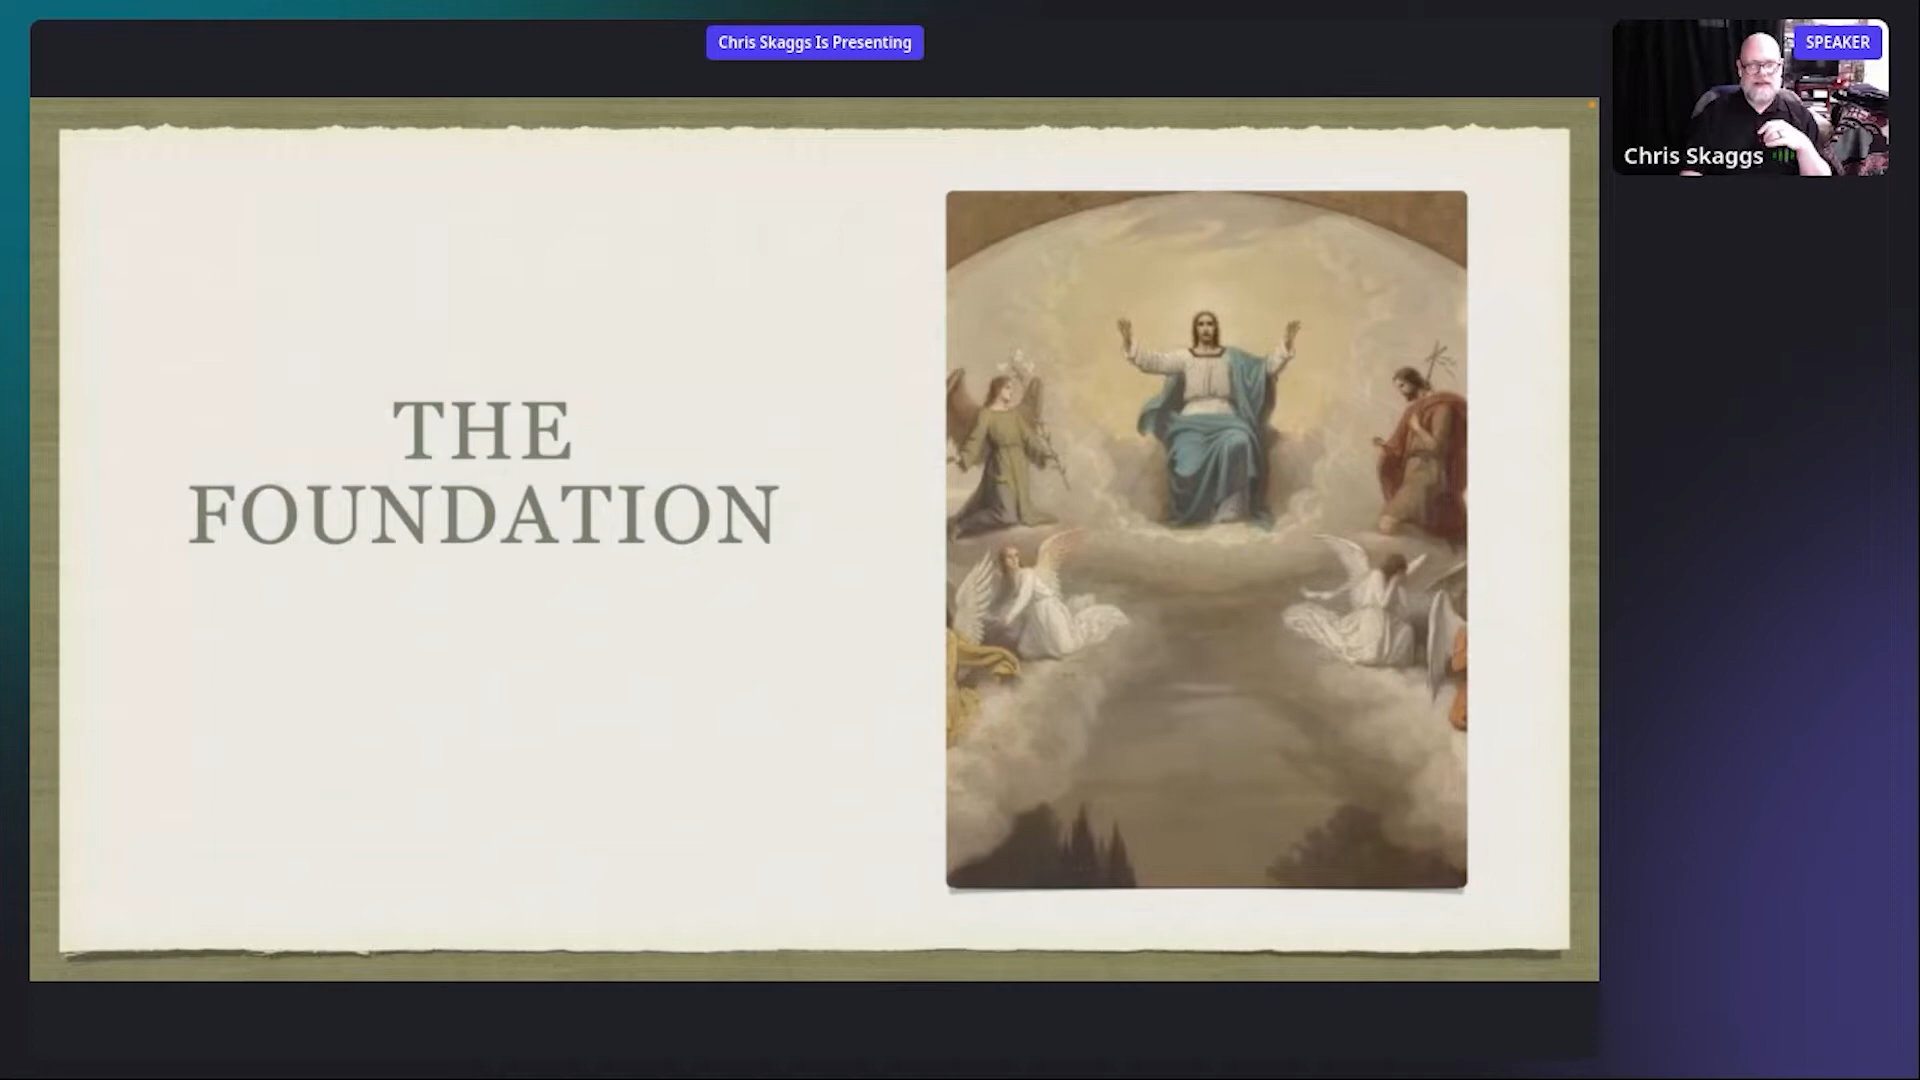 Chris Skaggs Is Presenting
SPEAKER
Chris Skaggs
THE
FOUNDATION